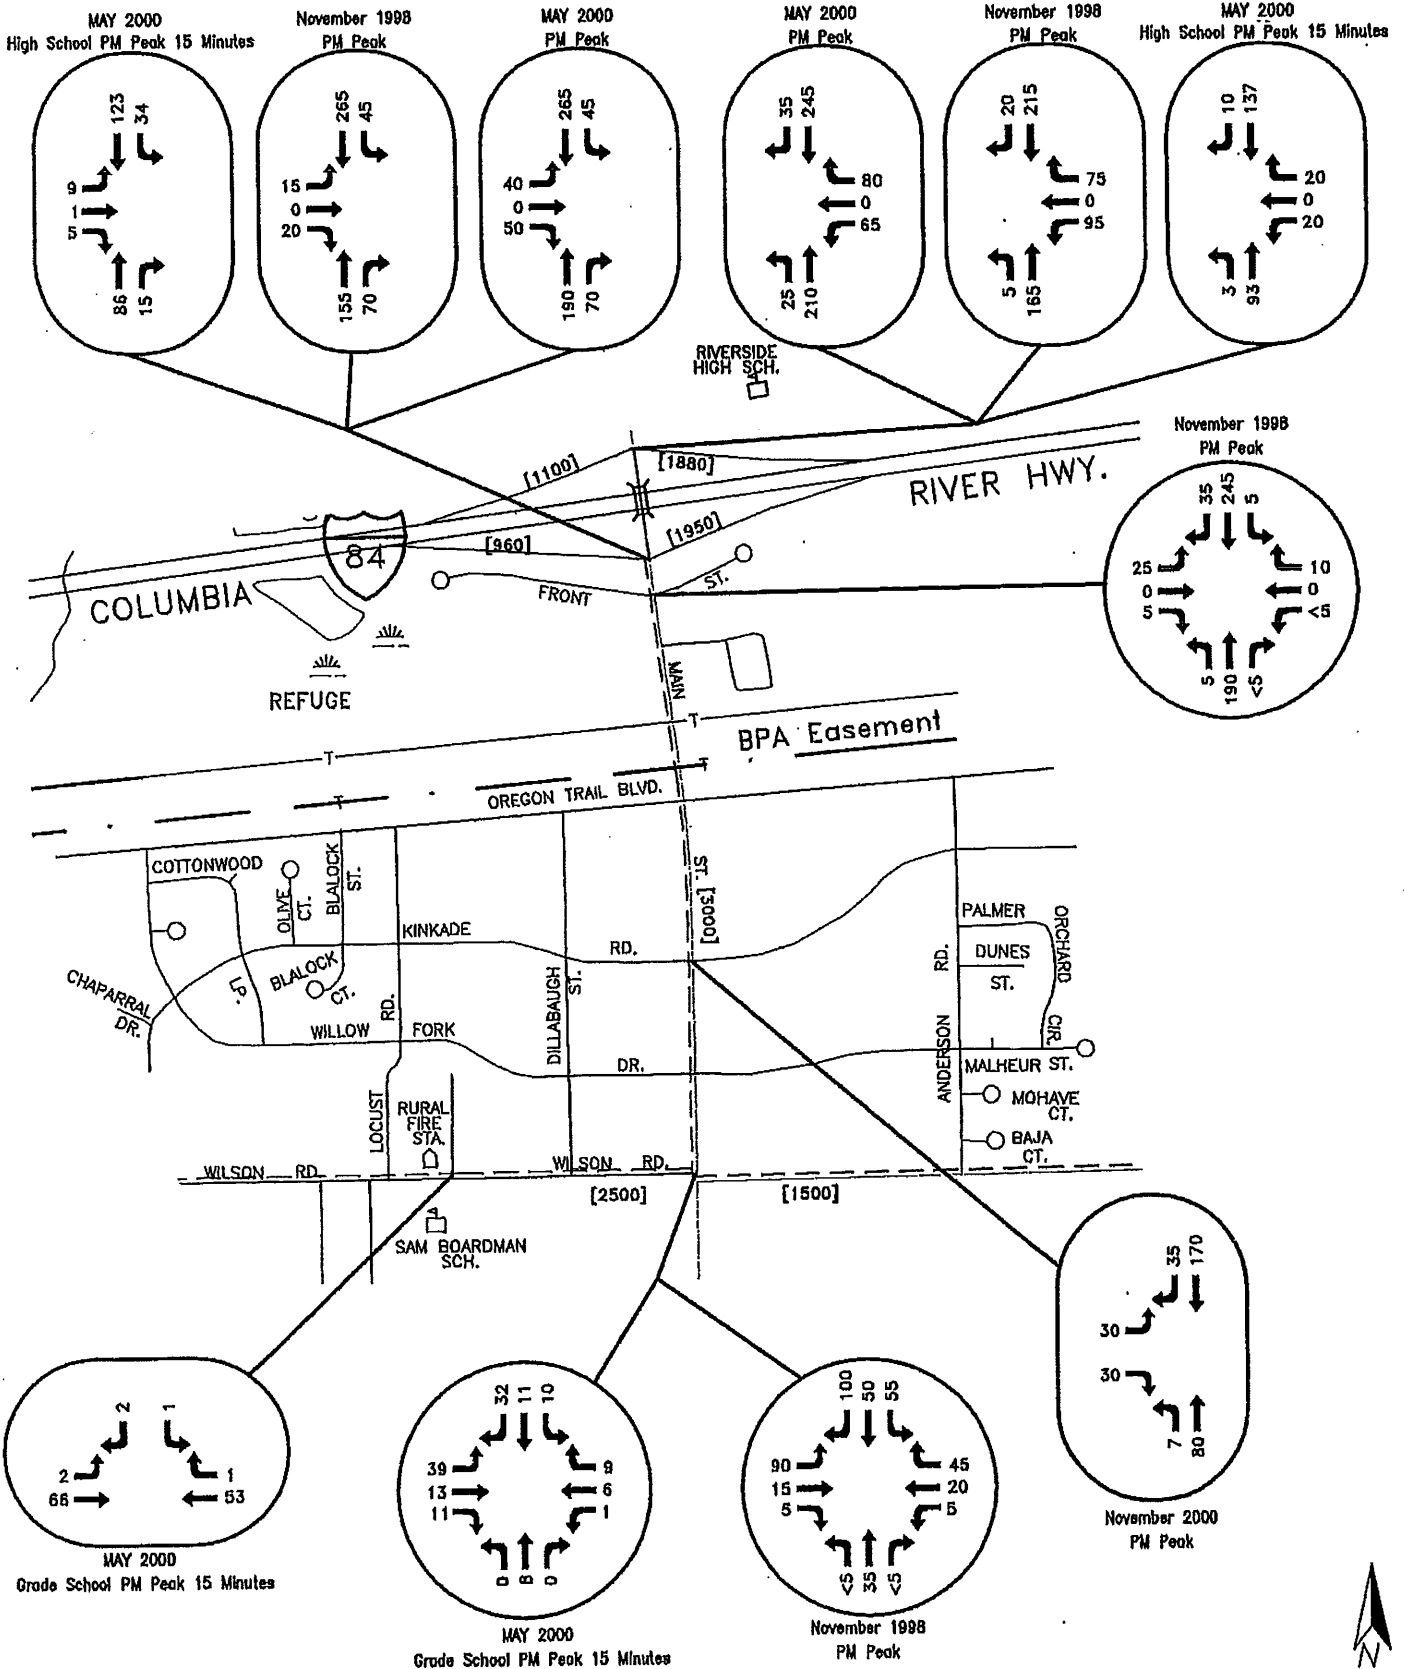 MAY 2000
High School PM Peak 15 Minutes
123
34
9
1
5
86
15
November 1998
PM Peak
265
45
15
0
20
155
70
MAY 2000
PM Peak
265
45
40
0
50
190
70
MAY 2000
PM Peak
35
245
80
0
65
25
210
November 1998
PM Peak
20
215
75
0
95
5
165
MAY 2000
High School PM Peak 15 Minutes
10
137
20
0
20
3
93
RIVERSIDE
HIGH SCH.
[1100]
[1880]
RIVER HWY.
[1950]
[960]
84
COLUMBIA
FRONT
ST.
REFUGE
MAIN
November 1998
PM Peak
35
245
5
25
0
5
10
0
<5
5
190
<5
T
T
BPA Easement
T
T
OREGON TRAIL BLVD.
COTTONWOOD
OLIVE
CT.
BLALOCK
ST.
ST. [3000]
KINKADE
RD.
PALMER
ORCHARD
CIR.
DUNES
ST.
CHAPARRAL
DR.
LP.
BLALOCK
CT.
LOCUST
RD.
DILLABAUGH
ST.
ANDERSON
RD.
WILLOW
FORK
DR.
MALHEUR ST.
MOHAVE
CT.
BAJA
CT.
RURAL
FIRE
STA.
WILSON RD.
WILSON RD.
[2500]
[1500]
SAM BOARDMAN
SCH.
35
170
30
30
7
80
November 2000
PM Peak
2
1
2
66
1
53
MAY 2000
Grade School PM Peak 15 Minutes
32
11
10
39
13
11
9
6
1
0
8
0
MAY 2000
Grade School PM Peak 15 Minutes
100
50
55
90
15
5
45
20
5
<5
35
<5
November 1998
PM Peak
N